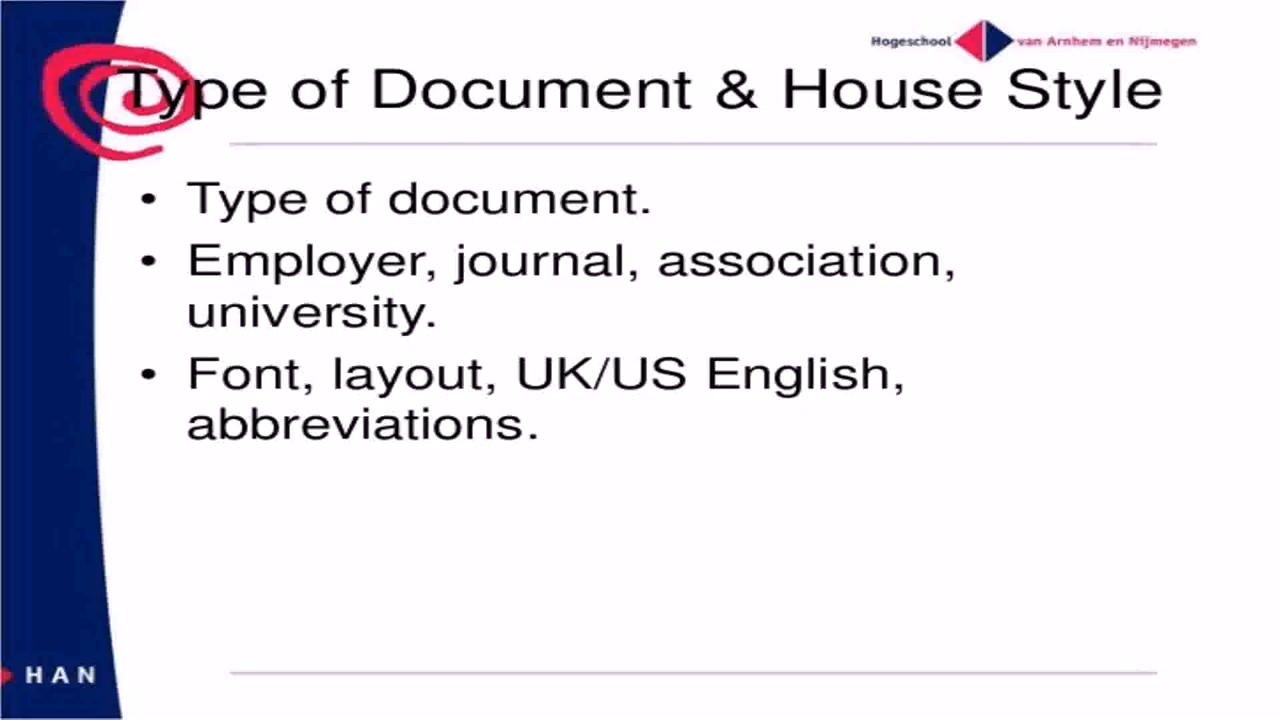 Hogeschool van Arnhem en Nijmegen
Type of Document & House Style
• Type of document.
• Employer, journal, association,
university.
• Font, layout, UK/US English,
abbreviations.
HAN